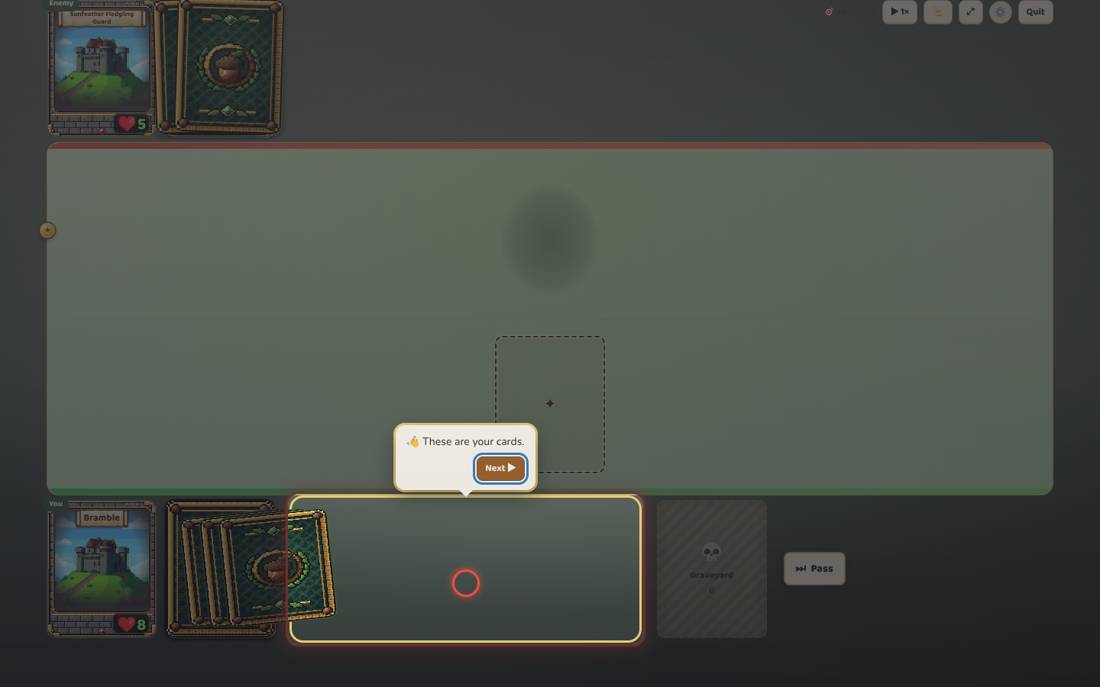 Enemy
Sunfeather Fledgling
Guard
5
1x
Quit
These are your cards.
Next
You
Bramble
8
Graveyard
0
Pass